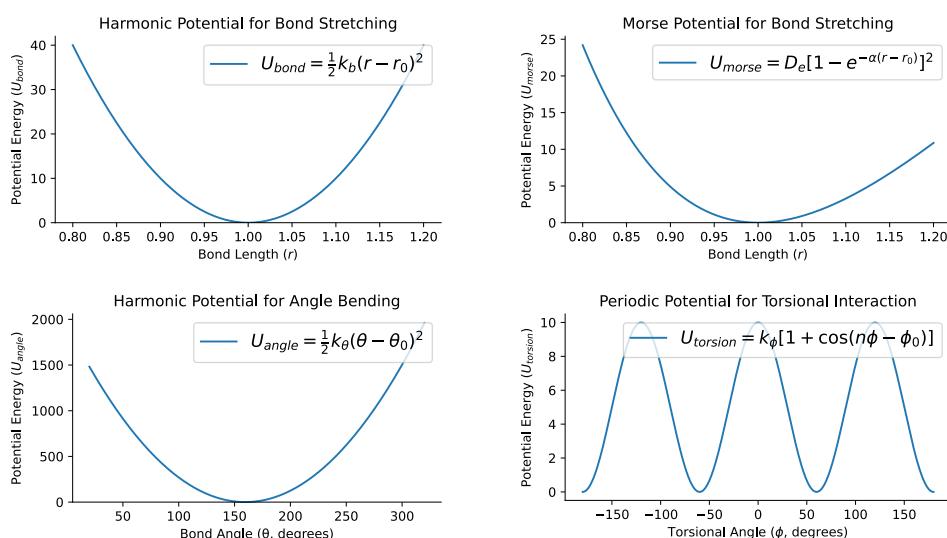 Harmonic Potential for Bond Stretching
Potential Energy (U_bond)
40
30
20
10
0
U_bond = ½k_b(r − r₀)²
0.80 0.85 0.90 0.95 1.00 1.05 1.10 1.15 1.20
Bond Length (r)
Morse Potential for Bond Stretching
Potential Energy (U_morse)
25
20
15
10
5
0
U_morse = D_e[1 − e^{−α(r − r₀)}]²
0.80 0.85 0.90 0.95 1.00 1.05 1.10 1.15 1.20
Bond Length (r)
Harmonic Potential for Angle Bending
Potential Energy (U_angle)
2000
1500
1000
500
0
U_angle = ½k_θ(θ − θ₀)²
50 100 150 200 250 300
Bond Angle (θ, degrees)
Periodic Potential for Torsional Interaction
Potential Energy (U_torsion)
10
8
6
4
2
0
U_torsion = k_ϕ[1 + cos(nϕ − ϕ₀)]
−150 −100 −50 0 50 100 150
Torsional Angle (ϕ, degrees)